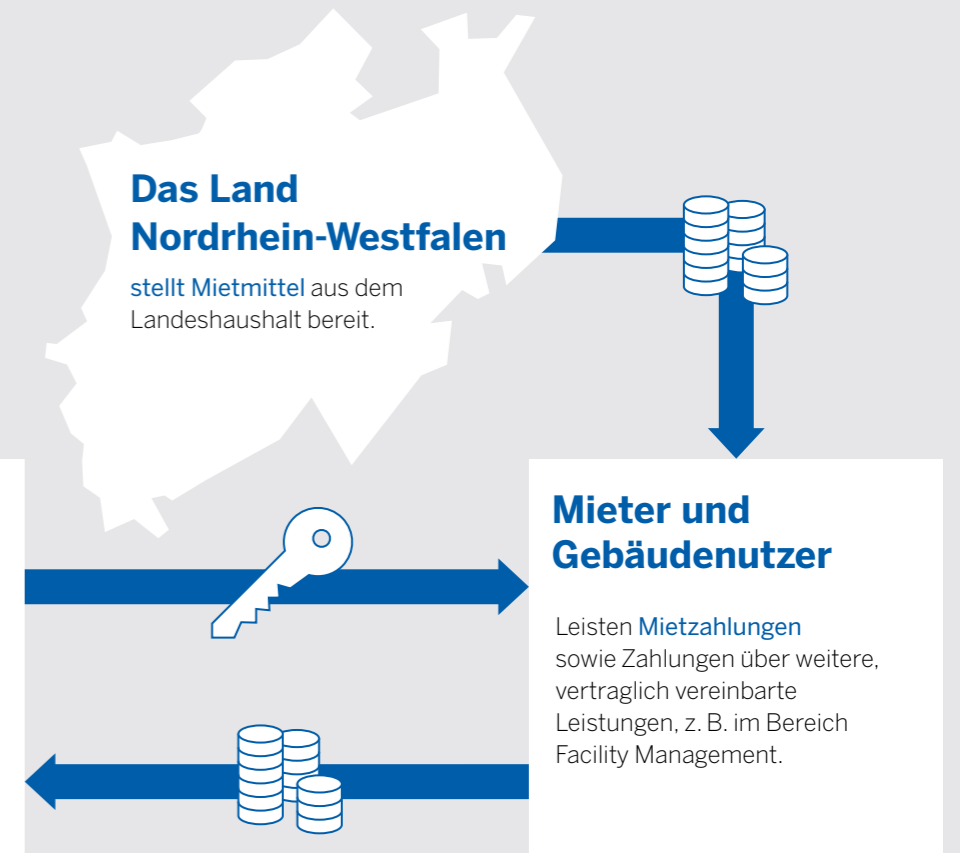 Das Land
Nordrhein-Westfalen
stellt Mietmittel aus dem
Landeshaushalt bereit.
Mieter und
Gebäudenutzer
Leisten Mietzahlungen
sowie Zahlungen über weitere,
vertraglich vereinbarte
Leistungen, z. B. im Bereich
Facility Management.